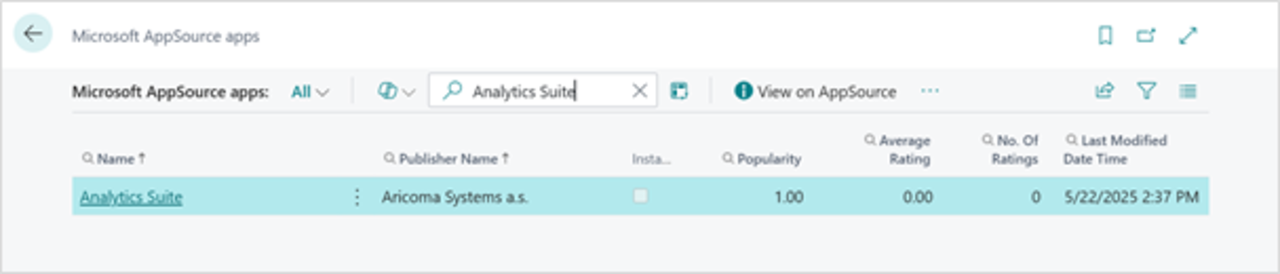 Microsoft AppSource apps
Microsoft AppSource apps: All Analytics Suite View on AppSource ...
Name ↑ Publisher Name ↑ Insta... Popularity Average Rating No. Of Ratings Last Modified Date Time
Analytics Suite Aricoma Systems a.s. 1.00 0.00 0 5/22/2025 2:37 PM